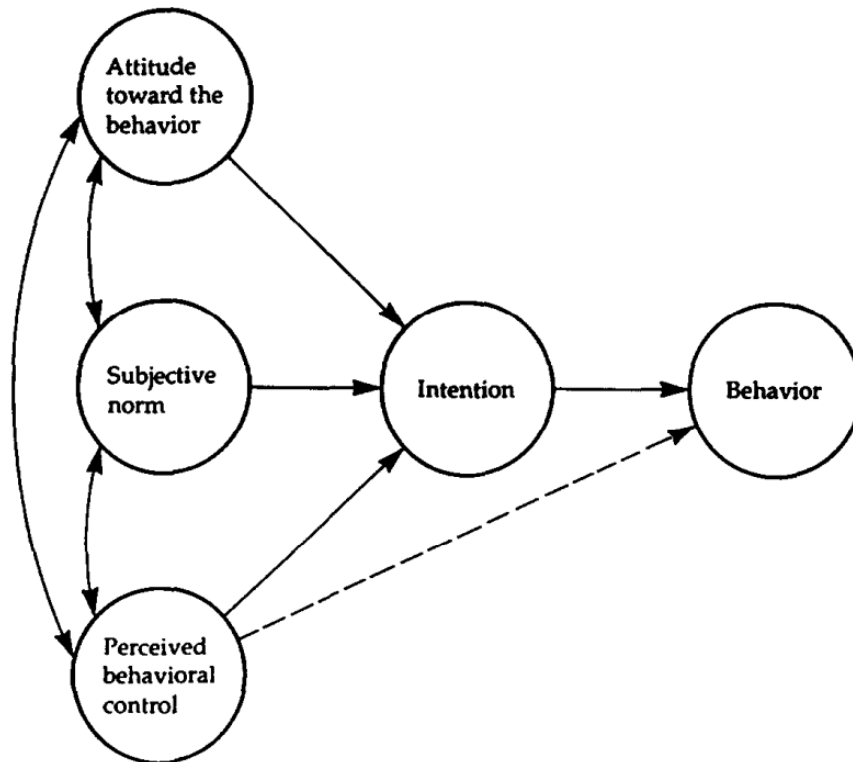 Attitude
toward the
behavior
Subjective
norm
Intention
Behavior
Perceived
behavioral
control